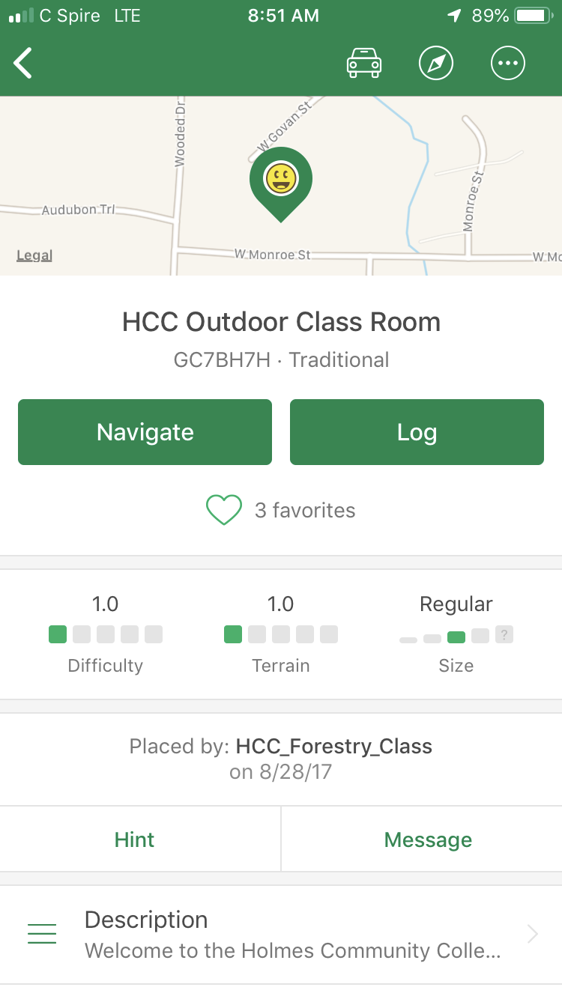 C Spire LTE 8:51 AM 89%
Wooded Dr
W Govan St
Monroe St
Audubon Trl
Legal
W Monroe St
W Mo
HCC Outdoor Class Room
GC7BH7H · Traditional
Navigate
Log
3 favorites
1.0
Difficulty
1.0
Terrain
Regular
?
Size
Placed by: HCC_Forestry_Class
on 8/28/17
Hint
Message
Description
Welcome to the Holmes Community Colle...